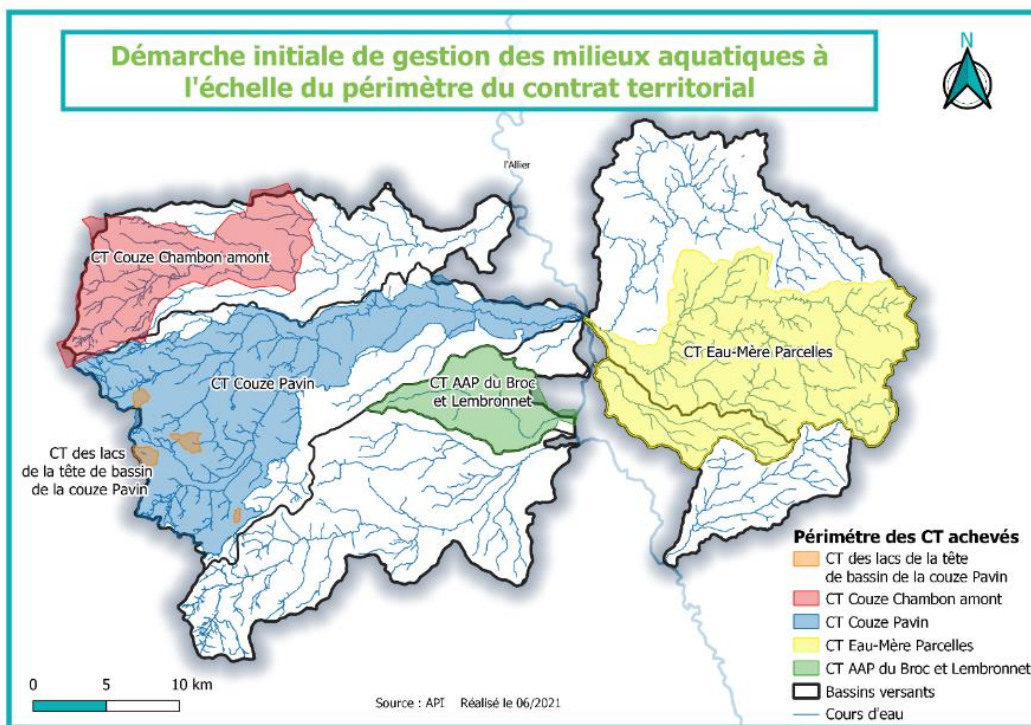 Démarche initiale de gestion des milieux aquatiques à
l'échelle du périmètre du contrat territorial
N
l'Allier
CT Couze Chambon amont
CT Eau-Mère Parcelles
CT Couze Pavin
CT AAP du Broc
et Lembronnet
CT des lacs
de la tête de bassin
de la couze Pavin
Périmétre des CT achevés
CT des lacs de la tête
de bassin de la couze Pavin
CT Couze Chambon amont
CT Couze Pavin
CT Eau-Mère Parcelles
CT AAP du Broc et Lembronnet
Bassins versants
Cours d'eau
0 5 10 km
Source : API Réalisé le 06/2021